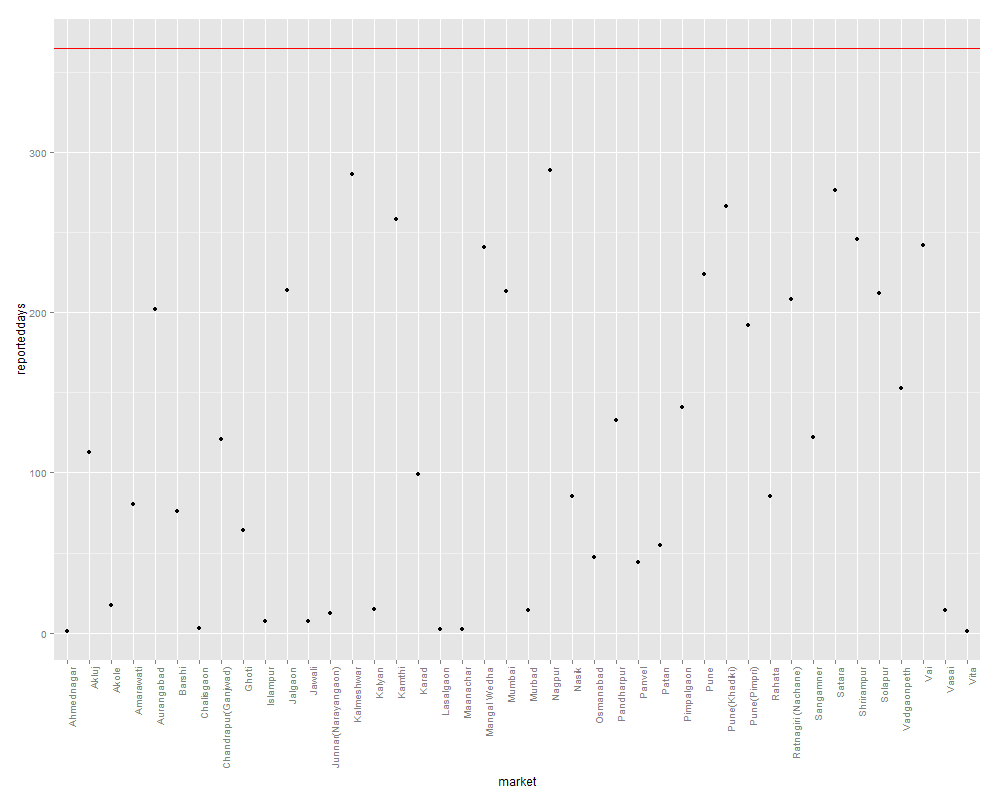 300
200
100
0
reporteddays
Ahmednagar
Akluj
Akole
Amarawati
Aurangabad
Barshi
Chalisgaon
Chandrapur(Ganjwad)
Ghoti
Islampur
Jalgaon
Jawali
Junnar(Narayangaon)
Kalmeshwar
Kalyan
Kamthi
Karad
Lasalgaon
Maanachar
Mangal Wedha
Mumbai
Murbad
Nagpur
Nasik
Osmanabad
Pandharpur
Panvel
Patan
Pimpalgaon
Pune
Pune(Khadiki)
Pune(Pimpri)
Rahata
Ratnagiri (Nachane)
Sangamner
Satara
Shrirampur
Solapur
Vadgaonpeth
Vai
Vasai
Vita
market